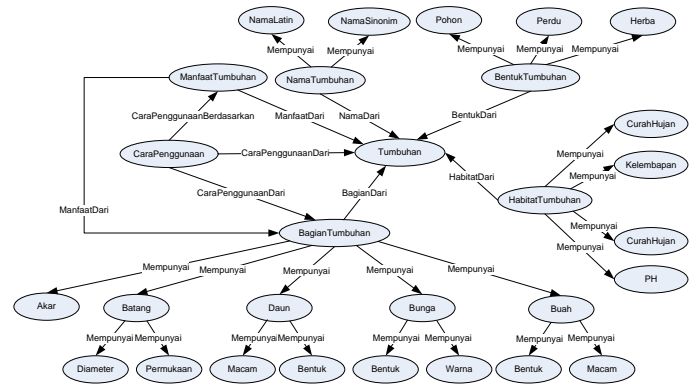 NamaLatin
NamaSinonim
Pohon
Perdu
Herba
Mempunyai
Mempunyai
Mempunyai
Mempunyai
Mempunyai
ManfaatTumbuhan
NamaTumbuhan
BentukTumbuhan
CaraPenggunaanBerdasarkan
ManfaatDari
NamaDari
BentukDari
CurahHujan
Mempunyai
CaraPenggunaan
CaraPenggunaanDari
Tumbuhan
Kelembapan
Mempunyai
HabitatDari
CaraPenggunaanDari
BagianDari
HabitatTumbuhan
ManfaatDari
Mempunyai
BagianTumbuhan
CurahHujan
Mempunyai
Mempunyai
Mempunyai
Mempunyai
Mempunyai
Mempunyai
PH
Akar
Batang
Daun
Bunga
Buah
Mempunyai
Mempunyai
Mempunyai
Mempunyai
Mempunyai
Mempunyai
Mempunyai
Mempunyai
Diameter
Permukaan
Macam
Bentuk
Bentuk
Warna
Bentuk
Macam